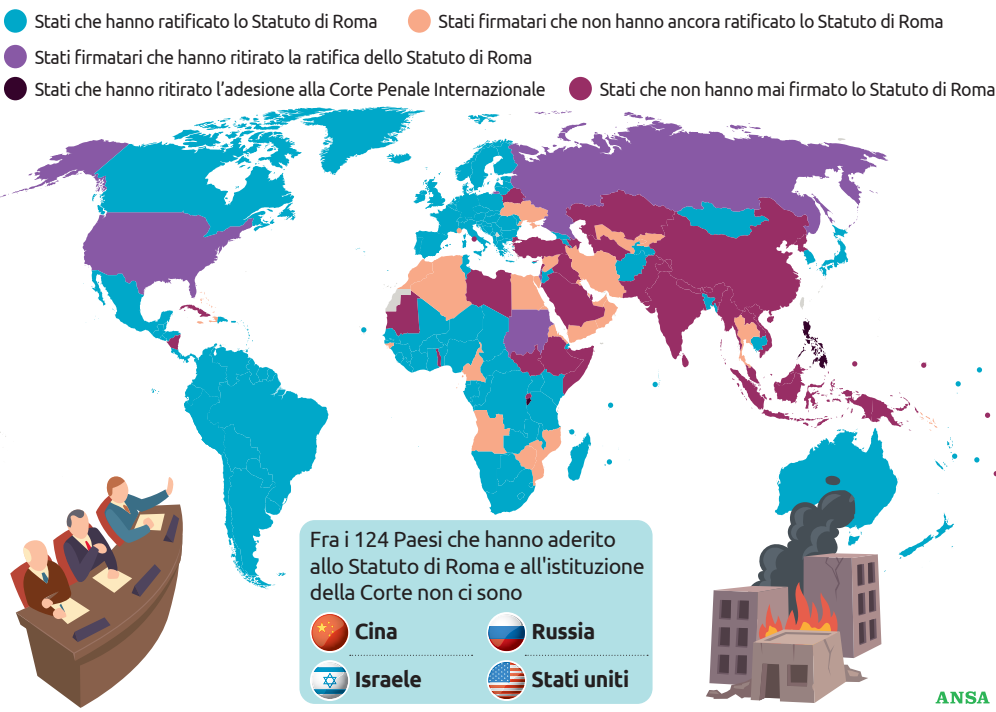 Stati che hanno ratificato lo Statuto di Roma
Stati firmatari che non hanno ancora ratificato lo Statuto di Roma
Stati firmatari che hanno ritirato la ratifica dello Statuto di Roma
Stati che hanno ritirato l’adesione alla Corte Penale Internazionale
Stati che non hanno mai firmato lo Statuto di Roma
Fra i 124 Paesi che hanno aderito
allo Statuto di Roma e all'istituzione
della Corte non ci sono
Cina
Russia
Israele
Stati uniti
ANSA